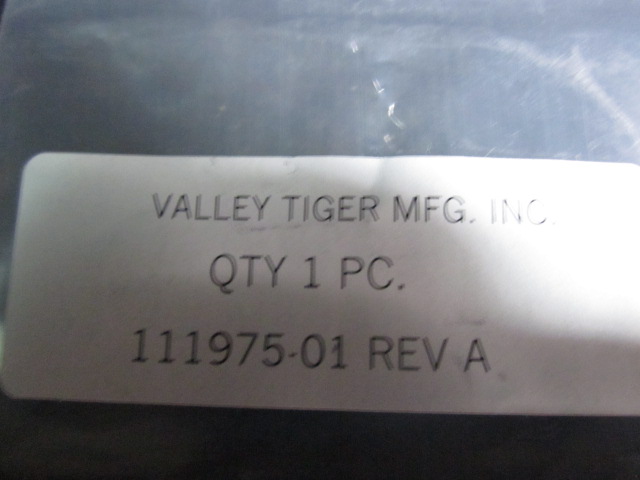 VALLEY TIGER MFG. INC.
QTY 1 PC.
111975-01 REV A